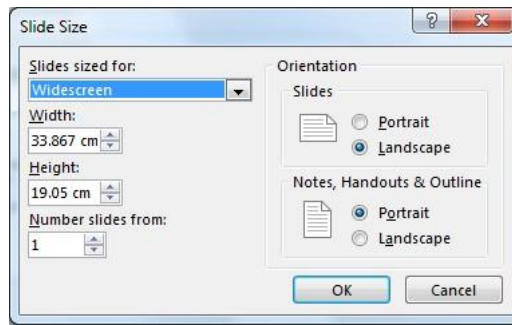 Slide Size
Slides sized for:
Widescreen
Width:
33.867 cm
Height:
19.05 cm
Number slides from:
1
Orientation
Slides
Portrait
Landscape
Notes, Handouts & Outline
Portrait
Landscape
OK
Cancel